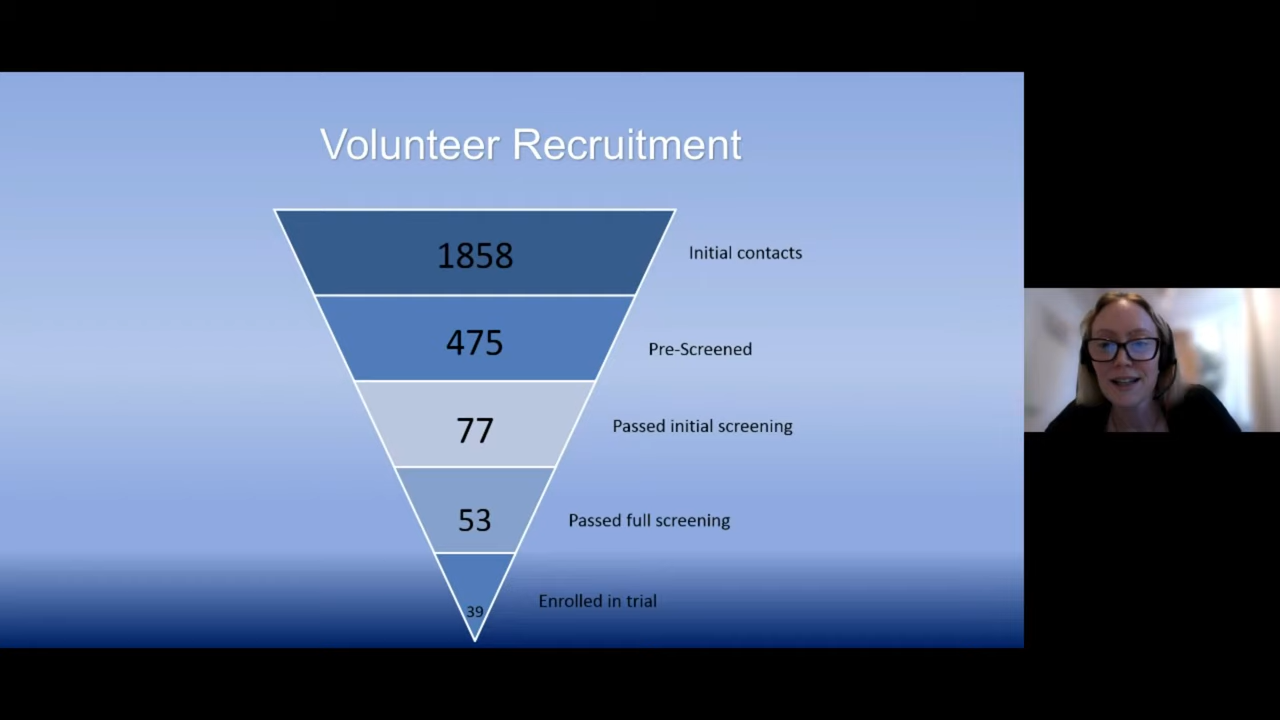 Volunteer Recruitment
1858
Initial contacts
475
Pre-Screened
77
Passed initial screening
53
Passed full screening
39
Enrolled in trial